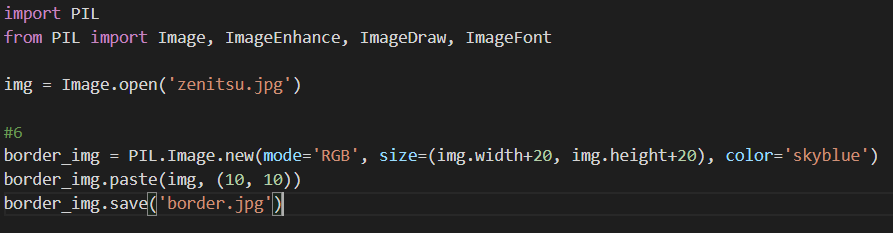 import PIL
from PIL import Image, ImageEnhance, ImageDraw, ImageFont
img = Image.open('zenitsu.jpg')
#6
border_img = PIL.Image.new(mode='RGB', size=(img.width+20, img.height+20), color='skyblue')
border_img.paste(img, (10, 10))
border_img.save('border.jpg')